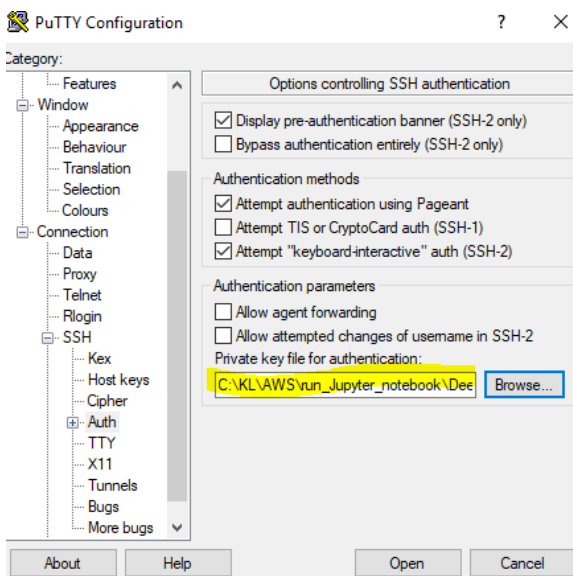 PuTTY Configuration
?
Category:
Features
Window
Appearance
Behaviour
Translation
Selection
Colours
Connection
Data
Proxy
Telnet
Rlogin
SSH
Kex
Host keys
Cipher
Auth
TTY
X11
Tunnels
Bugs
More bugs
Options controlling SSH authentication
Display pre-authentication banner (SSH-2 only)
Bypass authentication entirely (SSH-2 only)
Authentication methods
Attempt authentication using Pageant
Attempt TIS or CryptoCard auth (SSH-1)
Attempt "keyboard-interactive" auth (SSH-2)
Authentication parameters
Allow agent forwarding
Allow attempted changes of username in SSH-2
Private key file for authentication:
C:\KL\AWS\run_Jupyter_notebook\Dee
Browse...
About
Help
Open
Cancel